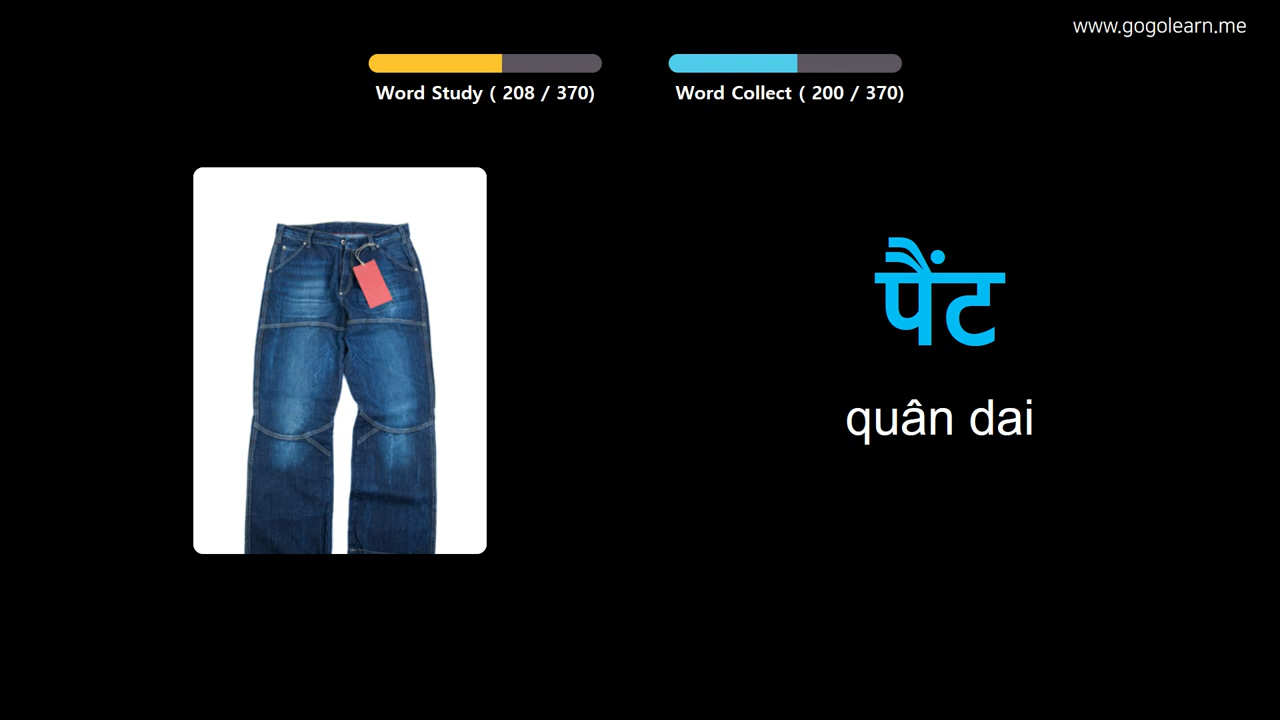 www.gogolearn.me
Word Study ( 208 / 370)
Word Collect ( 200 / 370)
पैंट
quân dai